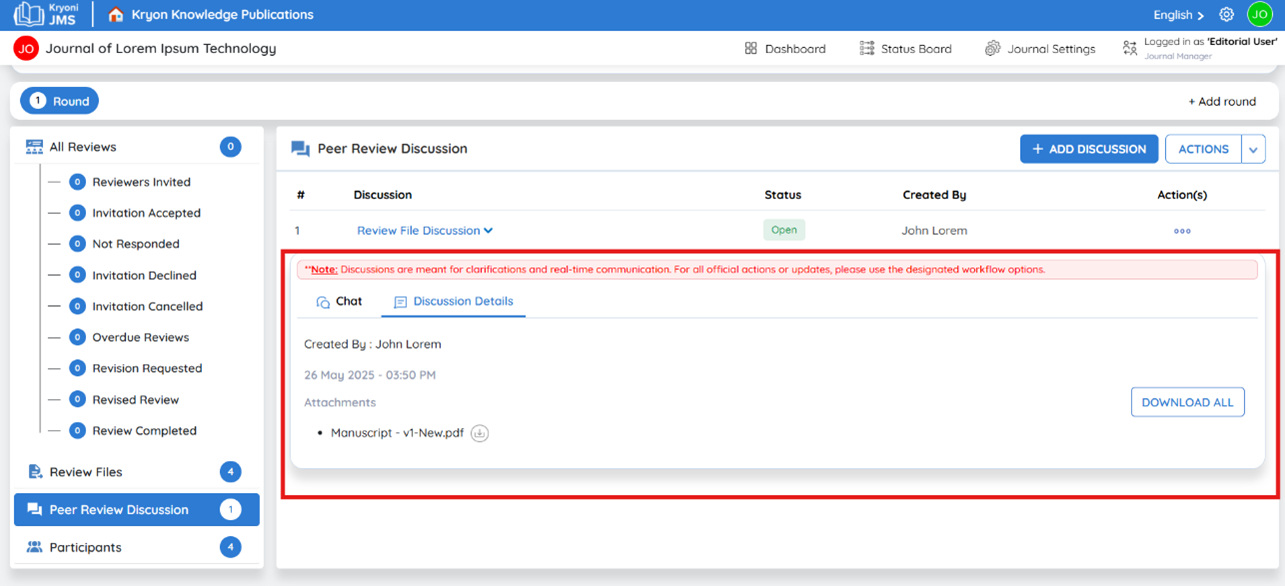 Kryoni
JMS
Kryon Knowledge Publications
English
JO
JO
Journal of Lorem Ipsum Technology
Dashboard
Status Board
Journal Settings
Logged in as 'Editorial User'
Journal Manager
1 Round
+ Add round
All Reviews 0
0 Reviewers Invited
0 Invitation Accepted
0 Not Responded
0 Invitation Declined
0 Invitation Cancelled
0 Overdue Reviews
0 Revision Requested
0 Revised Review
0 Review Completed
Review Files 4
Peer Review Discussion 1
Participants 4
Peer Review Discussion
+ ADD DISCUSSION
ACTIONS
# Discussion Status Created By Action(s)
1 Review File Discussion Open John Lorem
**Note: Discussions are meant for clarifications and real-time communication. For all official actions or updates, please use the designated workflow options.
Chat
Discussion Details
Created By : John Lorem
26 May 2025 - 03:50 PM
Attachments
DOWNLOAD ALL
• Manuscript - v1-New.pdf